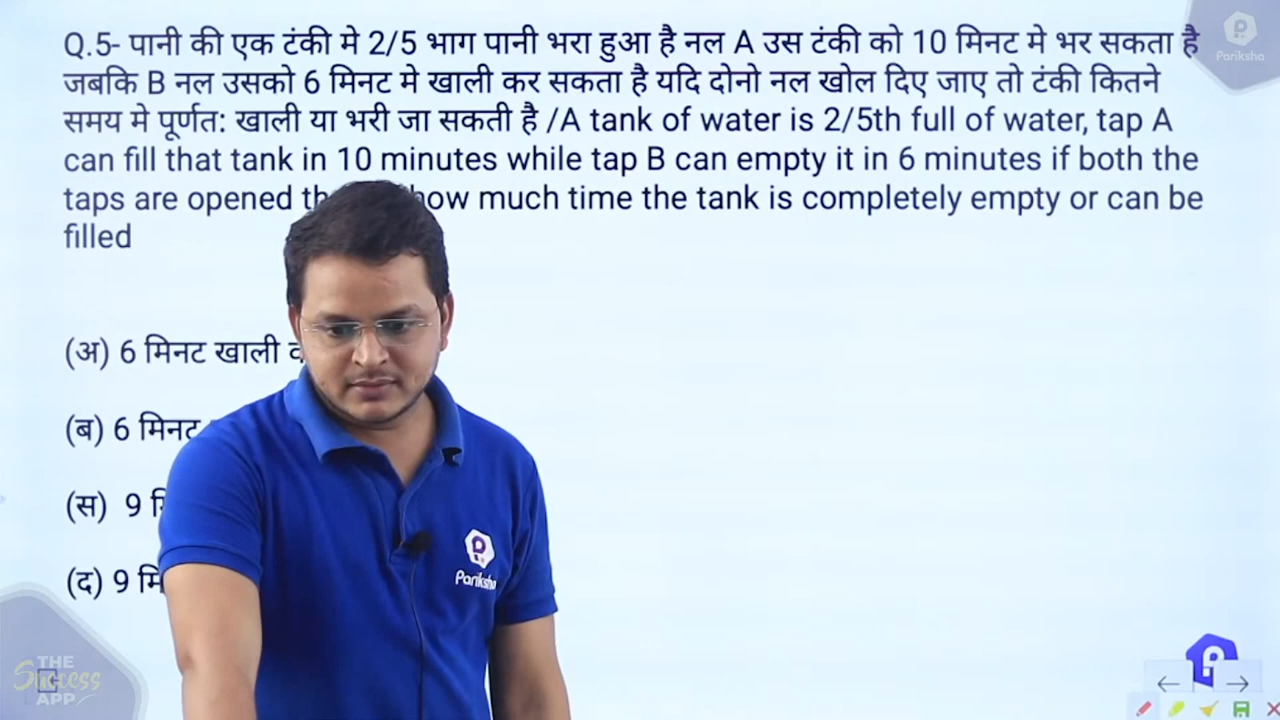 Q.5- पानी की एक टंकी मे 2/5 भाग पानी भरा हुआ है नल A उस टंकी को 10 मिनट मे भर सकता है
जबकि B नल उसको 6 मिनट मे खाली कर सकता है यदि दोनो नल खोल दिए जाए तो टंकी कितने
समय मे पूर्णत: खाली या भरी जा सकती है /A tank of water is 2/5th full of water, tap A
can fill that tank in 10 minutes while tap B can empty it in 6 minutes if both the
taps are opened how much time the tank is completely empty or can be
filled
(अ) 6 मिनट खाली
(ब) 6 मिनट
(स) 9
(द) 9
Pariksha
Pariksha
THE
Success
APP